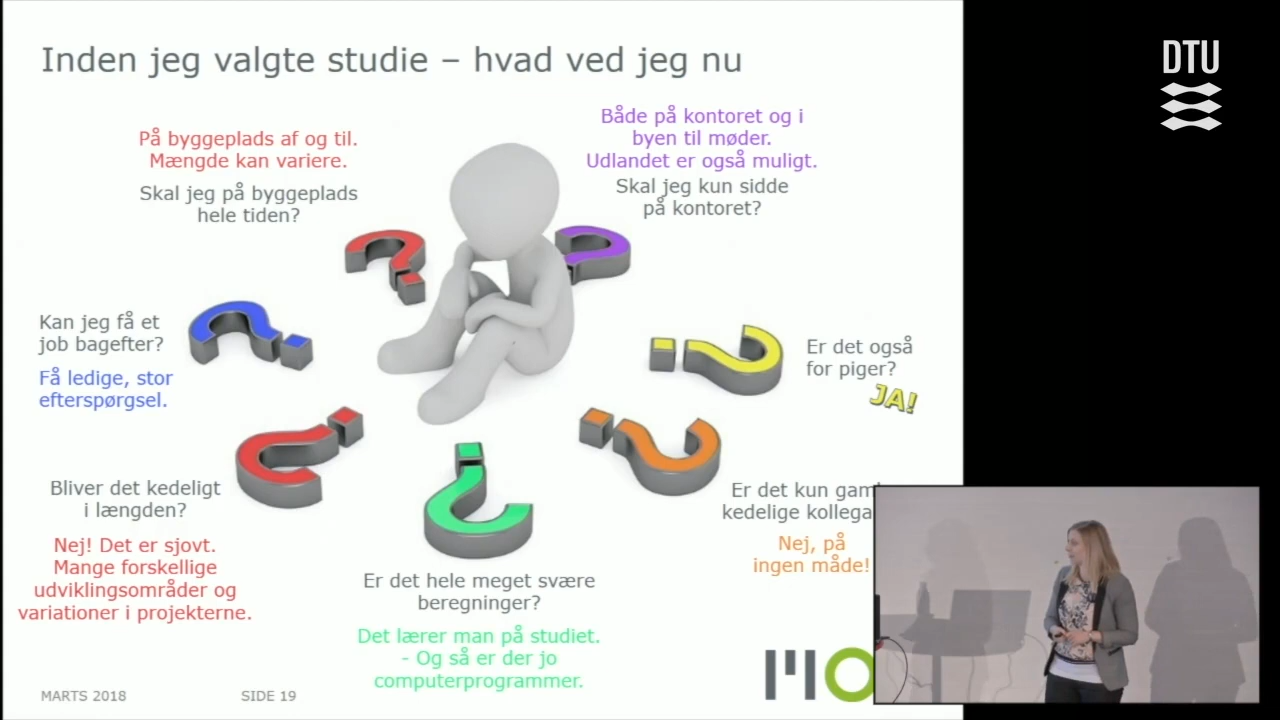 Inden jeg valgte studie – hvad ved jeg nu
DTU
På byggeplads af og til.
Mængde kan variere.
Skal jeg på byggeplads
hele tiden?
Både på kontoret og i
byen til møder.
Udlandet er også muligt.
Skal jeg kun sidde
på kontoret?
Kan jeg få et
job bagefter?
Få ledige, stor
efterspørgsel.
Er det også
for piger?
JA!
Bliver det kedeligt
i længden?
Nej! Det er sjovt.
Mange forskellige
udviklingsområder og
variationer i projekterne.
Er det hele meget svære
beregninger?
Det lærer man på studiet.
- Og så er der jo
computerprogrammer.
Er det kun
kedelige
Nej, på
ingen måde!
MARTS 2018
SIDE 19